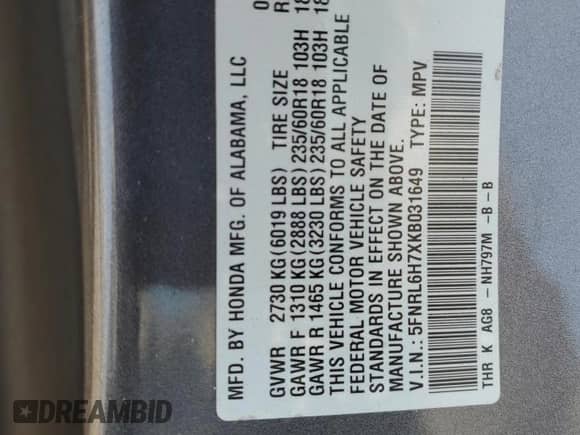 MFD. BY HONDA MFG. OF ALABAMA, LLC
GVWR 2730 KG(6019 LBS) TIRE SIZE
GAWR F 1310 KG(2888 LBS)235/60R18 103H 18
GAWR R 1465 KG(3230 LBS)235/60R18 103H 18
THIS VEHICLE CONFORMS TO ALL APPLICABLE
FEDERAL MOTOR VEHICLE SAFETY
STANDARDS IN EFFECT ON THE DATE OF
MANUFACTURE SHOWN ABOVE.
V.I.N.:5FNRL6H7XKB031649 TYPE: MPV
THR K AG8 - NH797M -B-B
DREAMBID